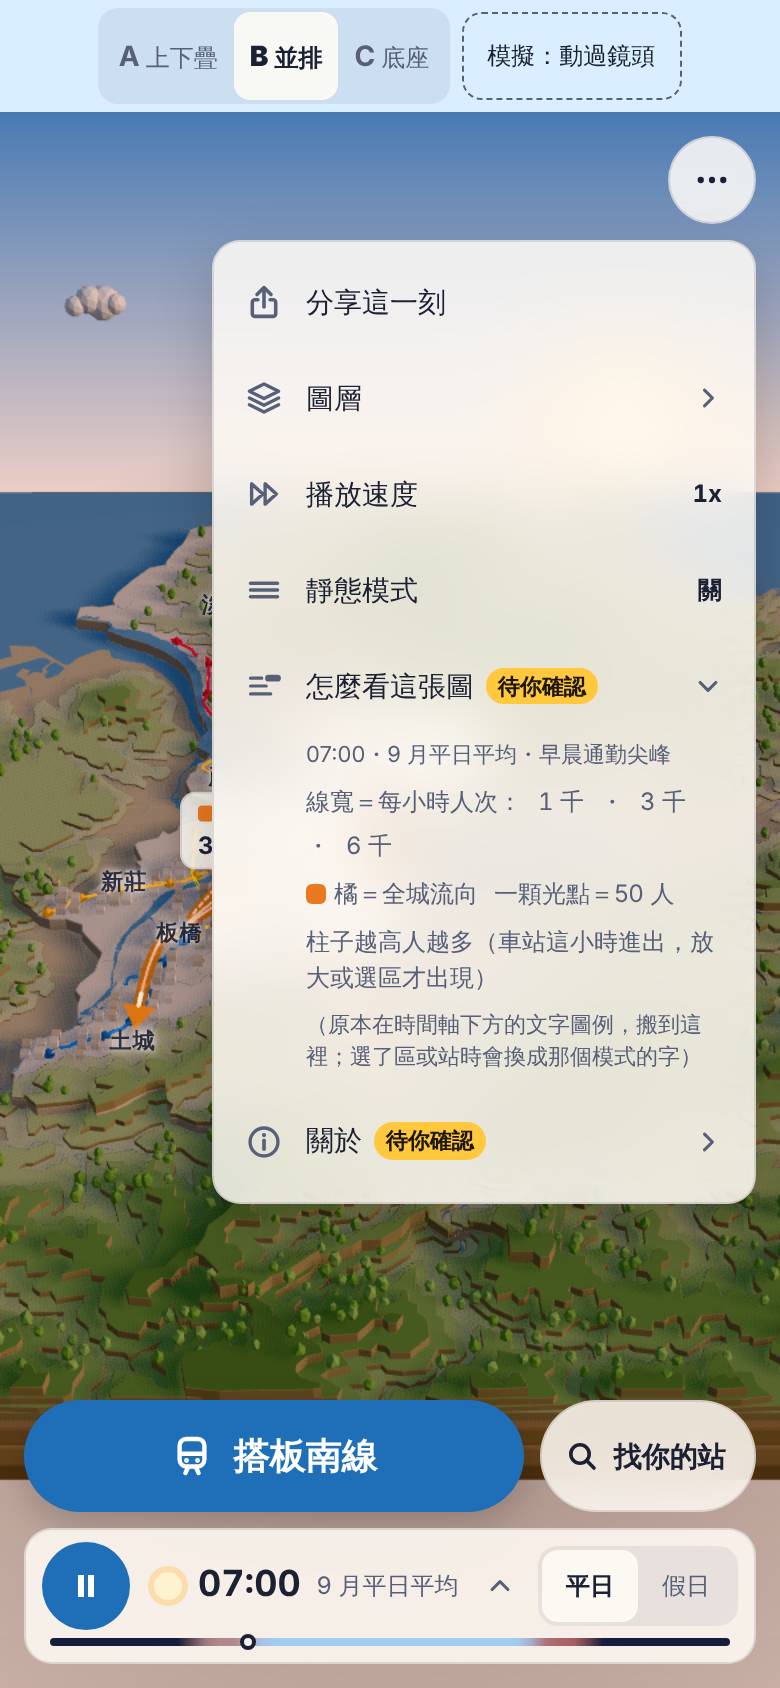 A 上下疊 B 並排 C 底座 模擬：動過鏡頭
分享這一刻
圖層
播放速度 1x
靜態模式 關
怎麼看這張圖 待你確認
07:00・9 月平日平均・早晨通勤尖峰
線寬＝每小時人次： 1 千 ・ 3 千
・ 6 千
橘＝全城流向 一顆光點＝50 人
柱子越高人越多（車站這小時進出，放
大或選區才出現）
（原本在時間軸下方的文字圖例，搬到這
裡；選了區或站時會換成那個模式的字）
關於 待你確認
3
新莊
板橋
土城
搭板南線 找你的站
07:00 9 月平日平均 平日 假日